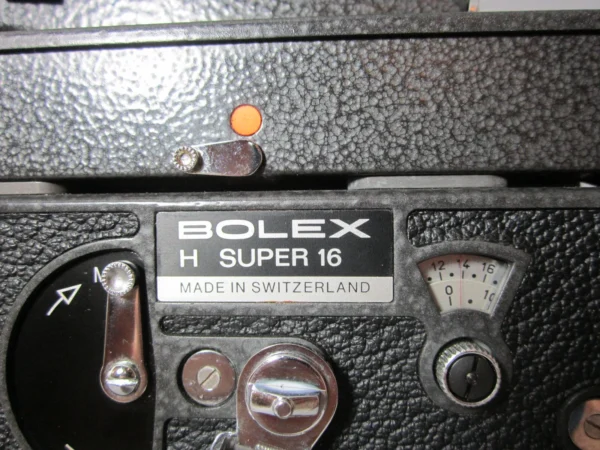 BOLEX
H SUPER 16
MADE IN SWITZERLAND
12 14 16
0 10
M